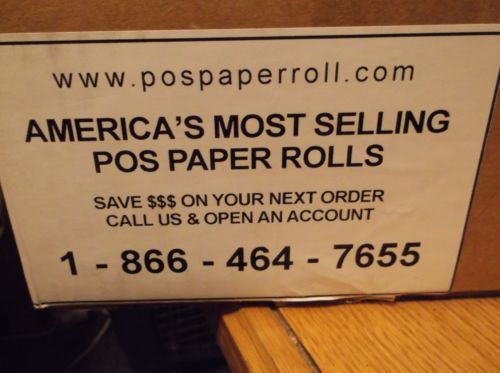 www.pospaperroll.com
AMERICA'S MOST SELLING
POS PAPER ROLLS
SAVE $$$ ON YOUR NEXT ORDER
CALL US & OPEN AN ACCOUNT
1 - 866 - 464 - 7655